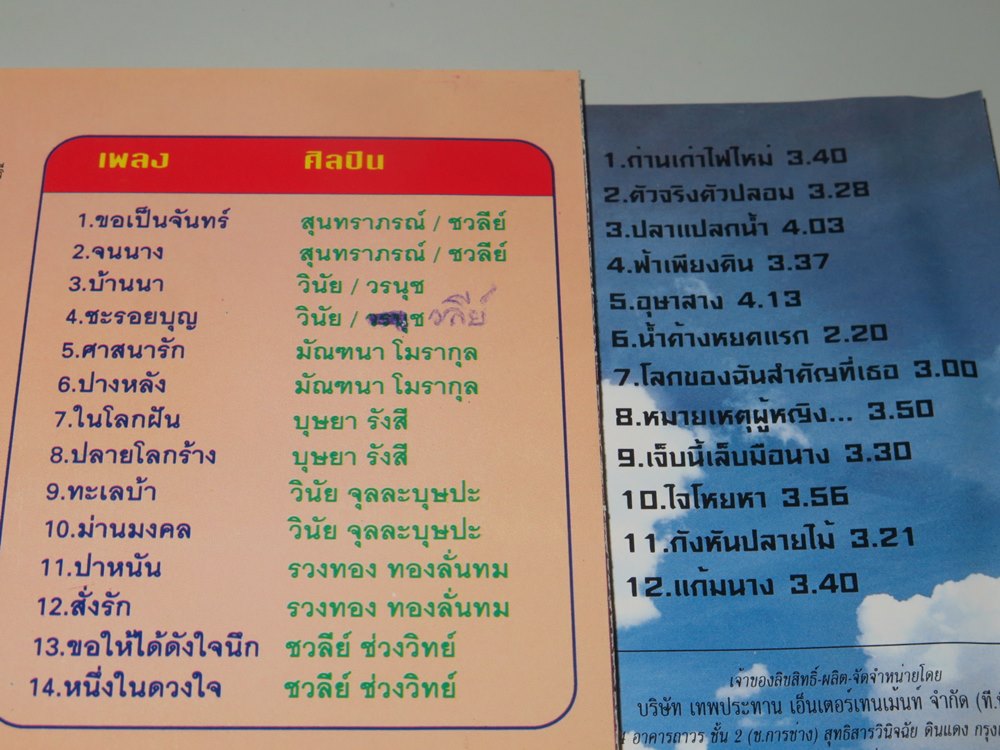 เพลง ศิลปิน
1.ขอเป็นจันทร์ สุนทราภรณ์ / ชวลีย์
2.จนนาง สุนทราภรณ์ / ชวลีย์
3.บ้านนา วินัย / วรนุช
4.ชะรอยบุญ วินัย / วรนุช วลีย์
5.ศาสนารัก มัณฑนา โมรากุล
6.ปางหลัง มัณฑนา โมรากุล
7.ในโลกฝัน บุษยา รังสี
8.ปลายโลกร้าง บุษยา รังสี
9.ทะเลบ้า วินัย จุลละบุษปะ
10.ม่านมงคล วินัย จุลละบุษปะ
11.ปาหนัน รวงทอง ทองลั่นทม
12.สั่งรัก รวงทอง ทองลั่นทม
13.ขอให้ได้ดังใจนึก ชวลีย์ ช่วงวิทย์
14.หนึ่งในดวงใจ ชวลีย์ ช่วงวิทย์
1.ถ่านเก่าไฟใหม่ 3.40
2.ตัวจริงตัวปลอม 3.28
3.ปลาแปลกน้ำ 4.03
4.ฟ้าเพียงดิน 3.37
5.อุษาสาง 4.13
6.น้ำค้างหยดแรก 2.20
7.โลกของฉันสำคัญที่เธอ 3.00
8.หมายเหตุผู้หญิง... 3.50
9.เจ็บนี้เล็บมือนาง 3.30
10.ใจโหยหา 3.56
11.กังหันปลายไม้ 3.21
12.แก้มนาง 3.40
เจ้าของลิขสิทธิ์-ผลิต-จัดจำหน่ายโดย
บริษัท เทพประทาน เอ็นเตอร์เทนเม้นท์ จำกัด (ที.
อาคารถาวร ชั้น 2 (ช.การช่าง) สุทธิสารวินิจฉัย ดินแดง